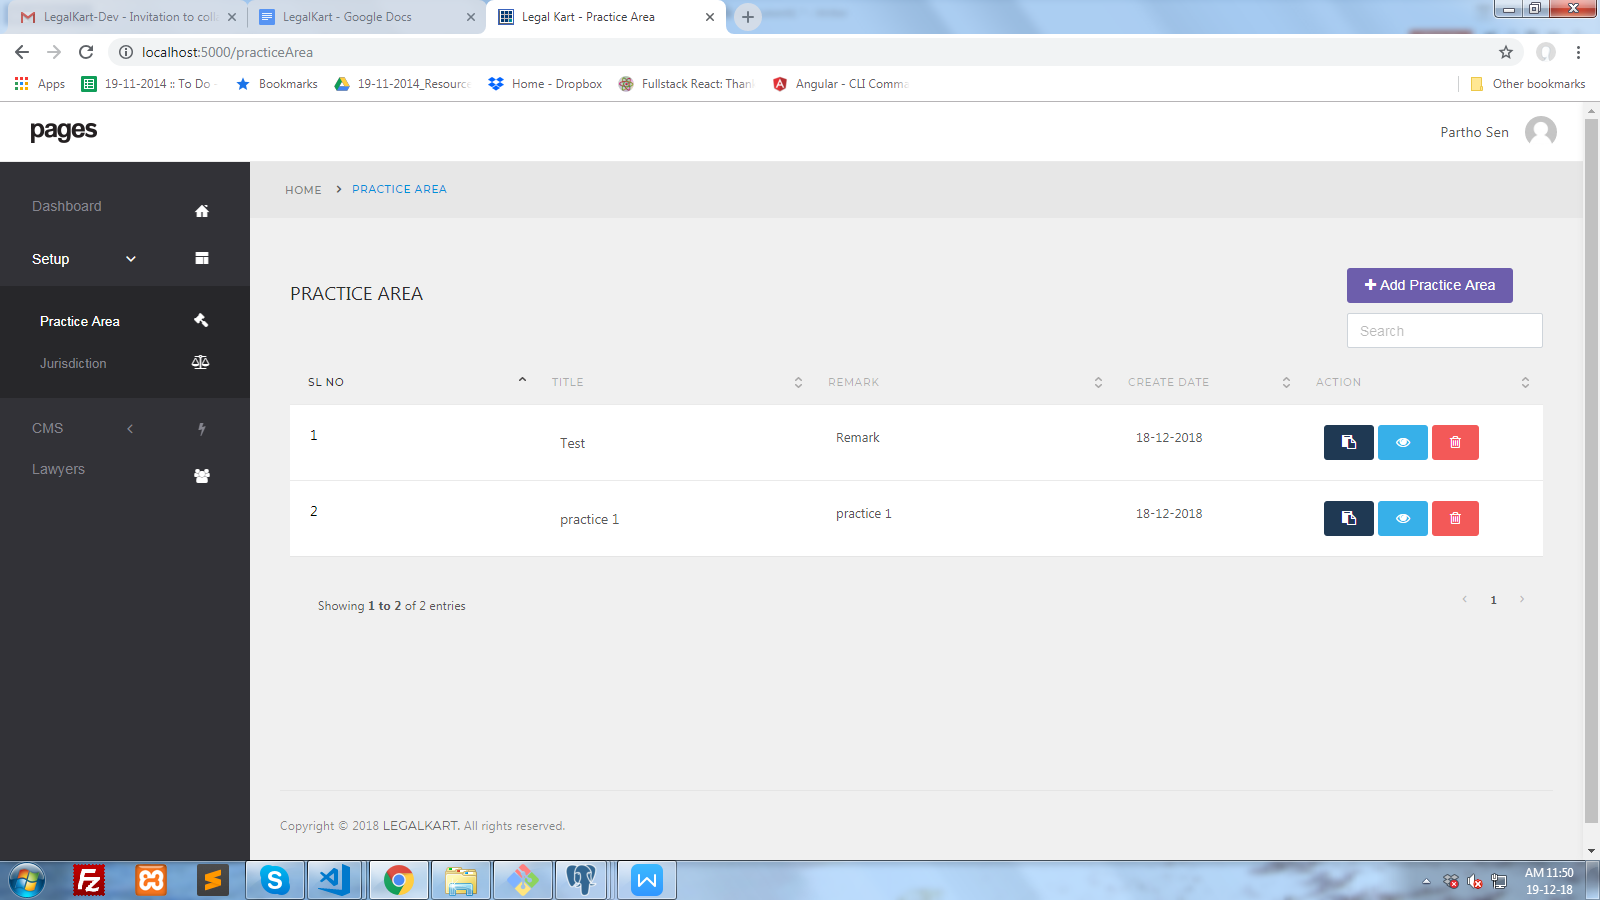 LegalKart-Dev - Invitation to coll
LegalKart - Google Docs
Legal Kart - Practice Area
localhost:5000/practiceArea
Apps
19-11-2014 :: To Do -
Bookmarks
19-11-2014_Resource
Home - Dropbox
Fullstack React: Than
Angular - CLI Comma
Other bookmarks
pages
Partho Sen
Dashboard
Setup
Practice Area
Jurisdiction
CMS
Lawyers
HOME > PRACTICE AREA
PRACTICE AREA
Add Practice Area
Search
SL NO TITLE REMARK CREATE DATE ACTION
1 Test Remark 18-12-2018
2 practice 1 practice 1 18-12-2018
Showing 1 to 2 of 2 entries
1
Copyright © 2018 LEGALKART. All rights reserved.
AM 11:50
19-12-18